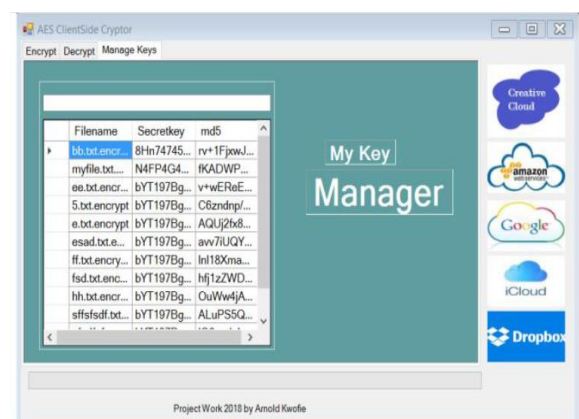 AES ClientSide Cryptor
Encrypt Decrypt Manage Keys
Filename Secretkey md5
bb.txt.encr... 8Hn74745... rv+1FjxwJ...
myfile.txt.... N4FP4G4... fKADWP...
ee.txt.encr... bYT197Bg... v+wEReE...
5.txt.encrypt bYT197Bg... C6zndnp/...
e.txt.encrypt bYT197Bg... AQUj2fx8...
esad.txt.e... bYT197Bg... avv7iUQY...
ff.txt.encry... bYT197Bg... InI18Xma...
fsd.txt.enc... bYT197Bg... hfj1zZWD...
hh.txt.encr... bYT197Bg... OuWw4jA...
sffsfsdf.txt... bYT197Bg... ALuPS5Q...
My Key
Manager
Creative
Cloud
amazon
web services
Google
iCloud
Dropbox
Project Work 2018 by Arnold Kwofie